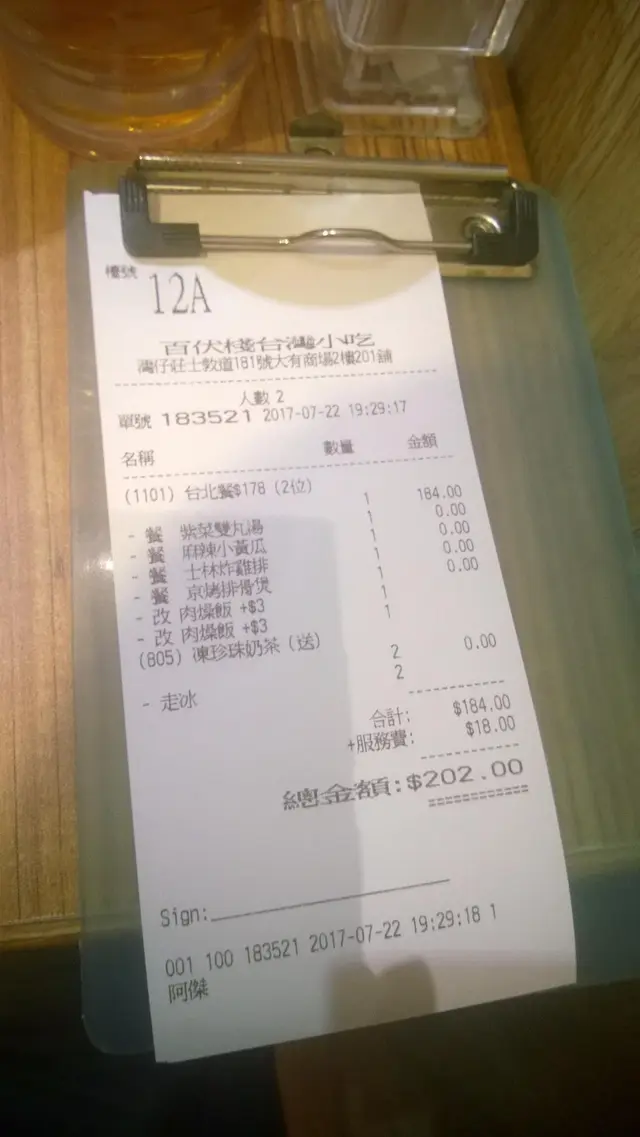 檯號 12A
百伏棧台灣小吃
灣仔莊士敦道181號大有商場2樓201舖
人數 2
單號 183521 2017-07-22 19:29:17
名稱 數量 金額
(1101) 台北餐$178 (2位) 1 184.00
- 餐 紫菜雙丸湯 1 0.00
- 餐 麻辣小黃瓜 1 0.00
- 餐 士林炸雞排 1 0.00
- 餐 京烤排骨煲 1 0.00
- 改 肉燥飯 +$3 1
- 改 肉燥飯 +$3 1
(805) 凍珍珠奶茶 (送) 2 0.00
- 走冰 2
合計: $184.00
+服務費: $18.00
總金額:$202.00
Sign:
001 100 183521 2017-07-22 19:29:18 1
阿傑